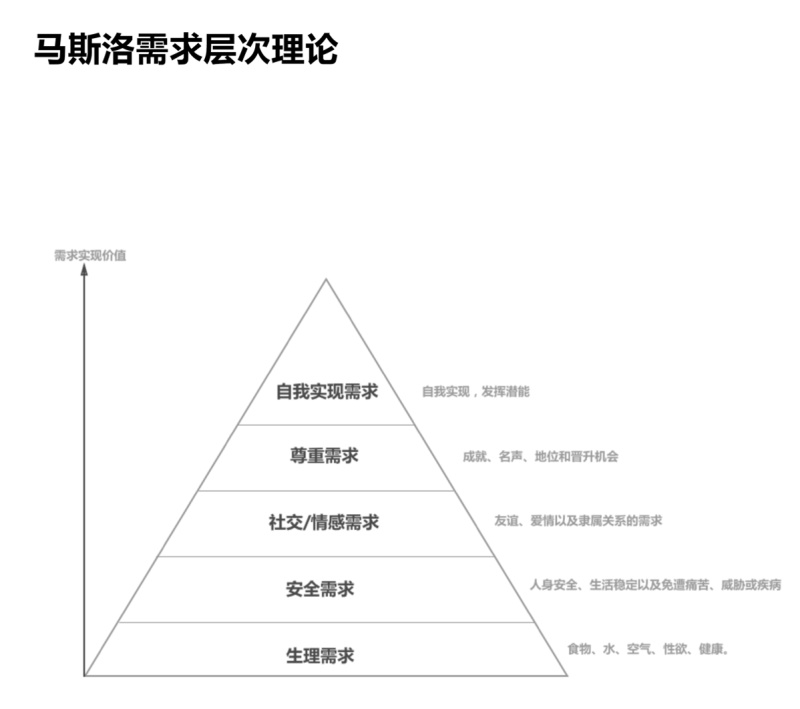 马斯洛需求层次理论
需求实现价值
自我实现需求
自我实现，发挥潜能
尊重需求
成就、名声、地位和晋升机会
社交/情感需求
友谊、爱情以及隶属关系的需求
安全需求
人身安全、生活稳定以及免遭痛苦、威胁或疾病
生理需求
食物、水、空气、性欲、健康。